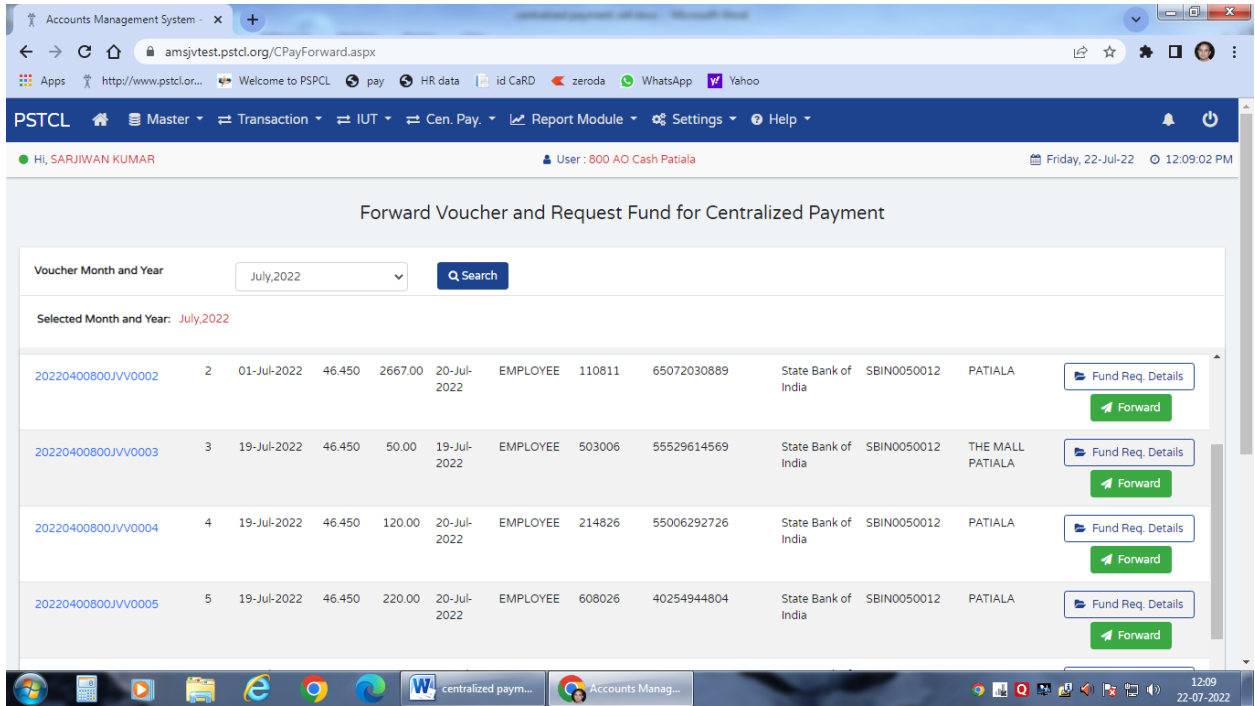 Accounts Management System -
amsjvtest.pstcl.org/CPayForward.aspx
Apps http://www.pstcl.or... Welcome to PSPCL pay HR data id CaRD zeroda WhatsApp Yahoo
PSTCL Master Transaction IUT Cen. Pay. Report Module Settings Help
Hi, SARJIWAN KUMAR User : 800 AO Cash Patiala Friday, 22-Jul-22 12:09:02 PM
Forward Voucher and Request Fund for Centralized Payment
Voucher Month and Year July,2022 Search
Selected Month and Year: July,2022
20220400800JVV0002 2 01-Jul-2022 46.450 2667.00 20-Jul- EMPLOYEE 110811 65072030889 State Bank of SBIN0050012 PATIALA Fund Req. Details
2022 India
Forward
20220400800JVV0003 3 19-Jul-2022 46.450 50.00 19-Jul- EMPLOYEE 503006 55529614569 State Bank of SBIN0050012 THE MALL Fund Req. Details
2022 India PATIALA
Forward
20220400800JVV0004 4 19-Jul-2022 46.450 120.00 20-Jul- EMPLOYEE 214826 55006292726 State Bank of SBIN0050012 PATIALA Fund Req. Details
2022 India
Forward
20220400800JVV0005 5 19-Jul-2022 46.450 220.00 20-Jul- EMPLOYEE 608026 40254944804 State Bank of SBIN0050012 PATIALA Fund Req. Details
2022 India
Forward
centralized paym... Accounts Manag... 12:09
22-07-2022